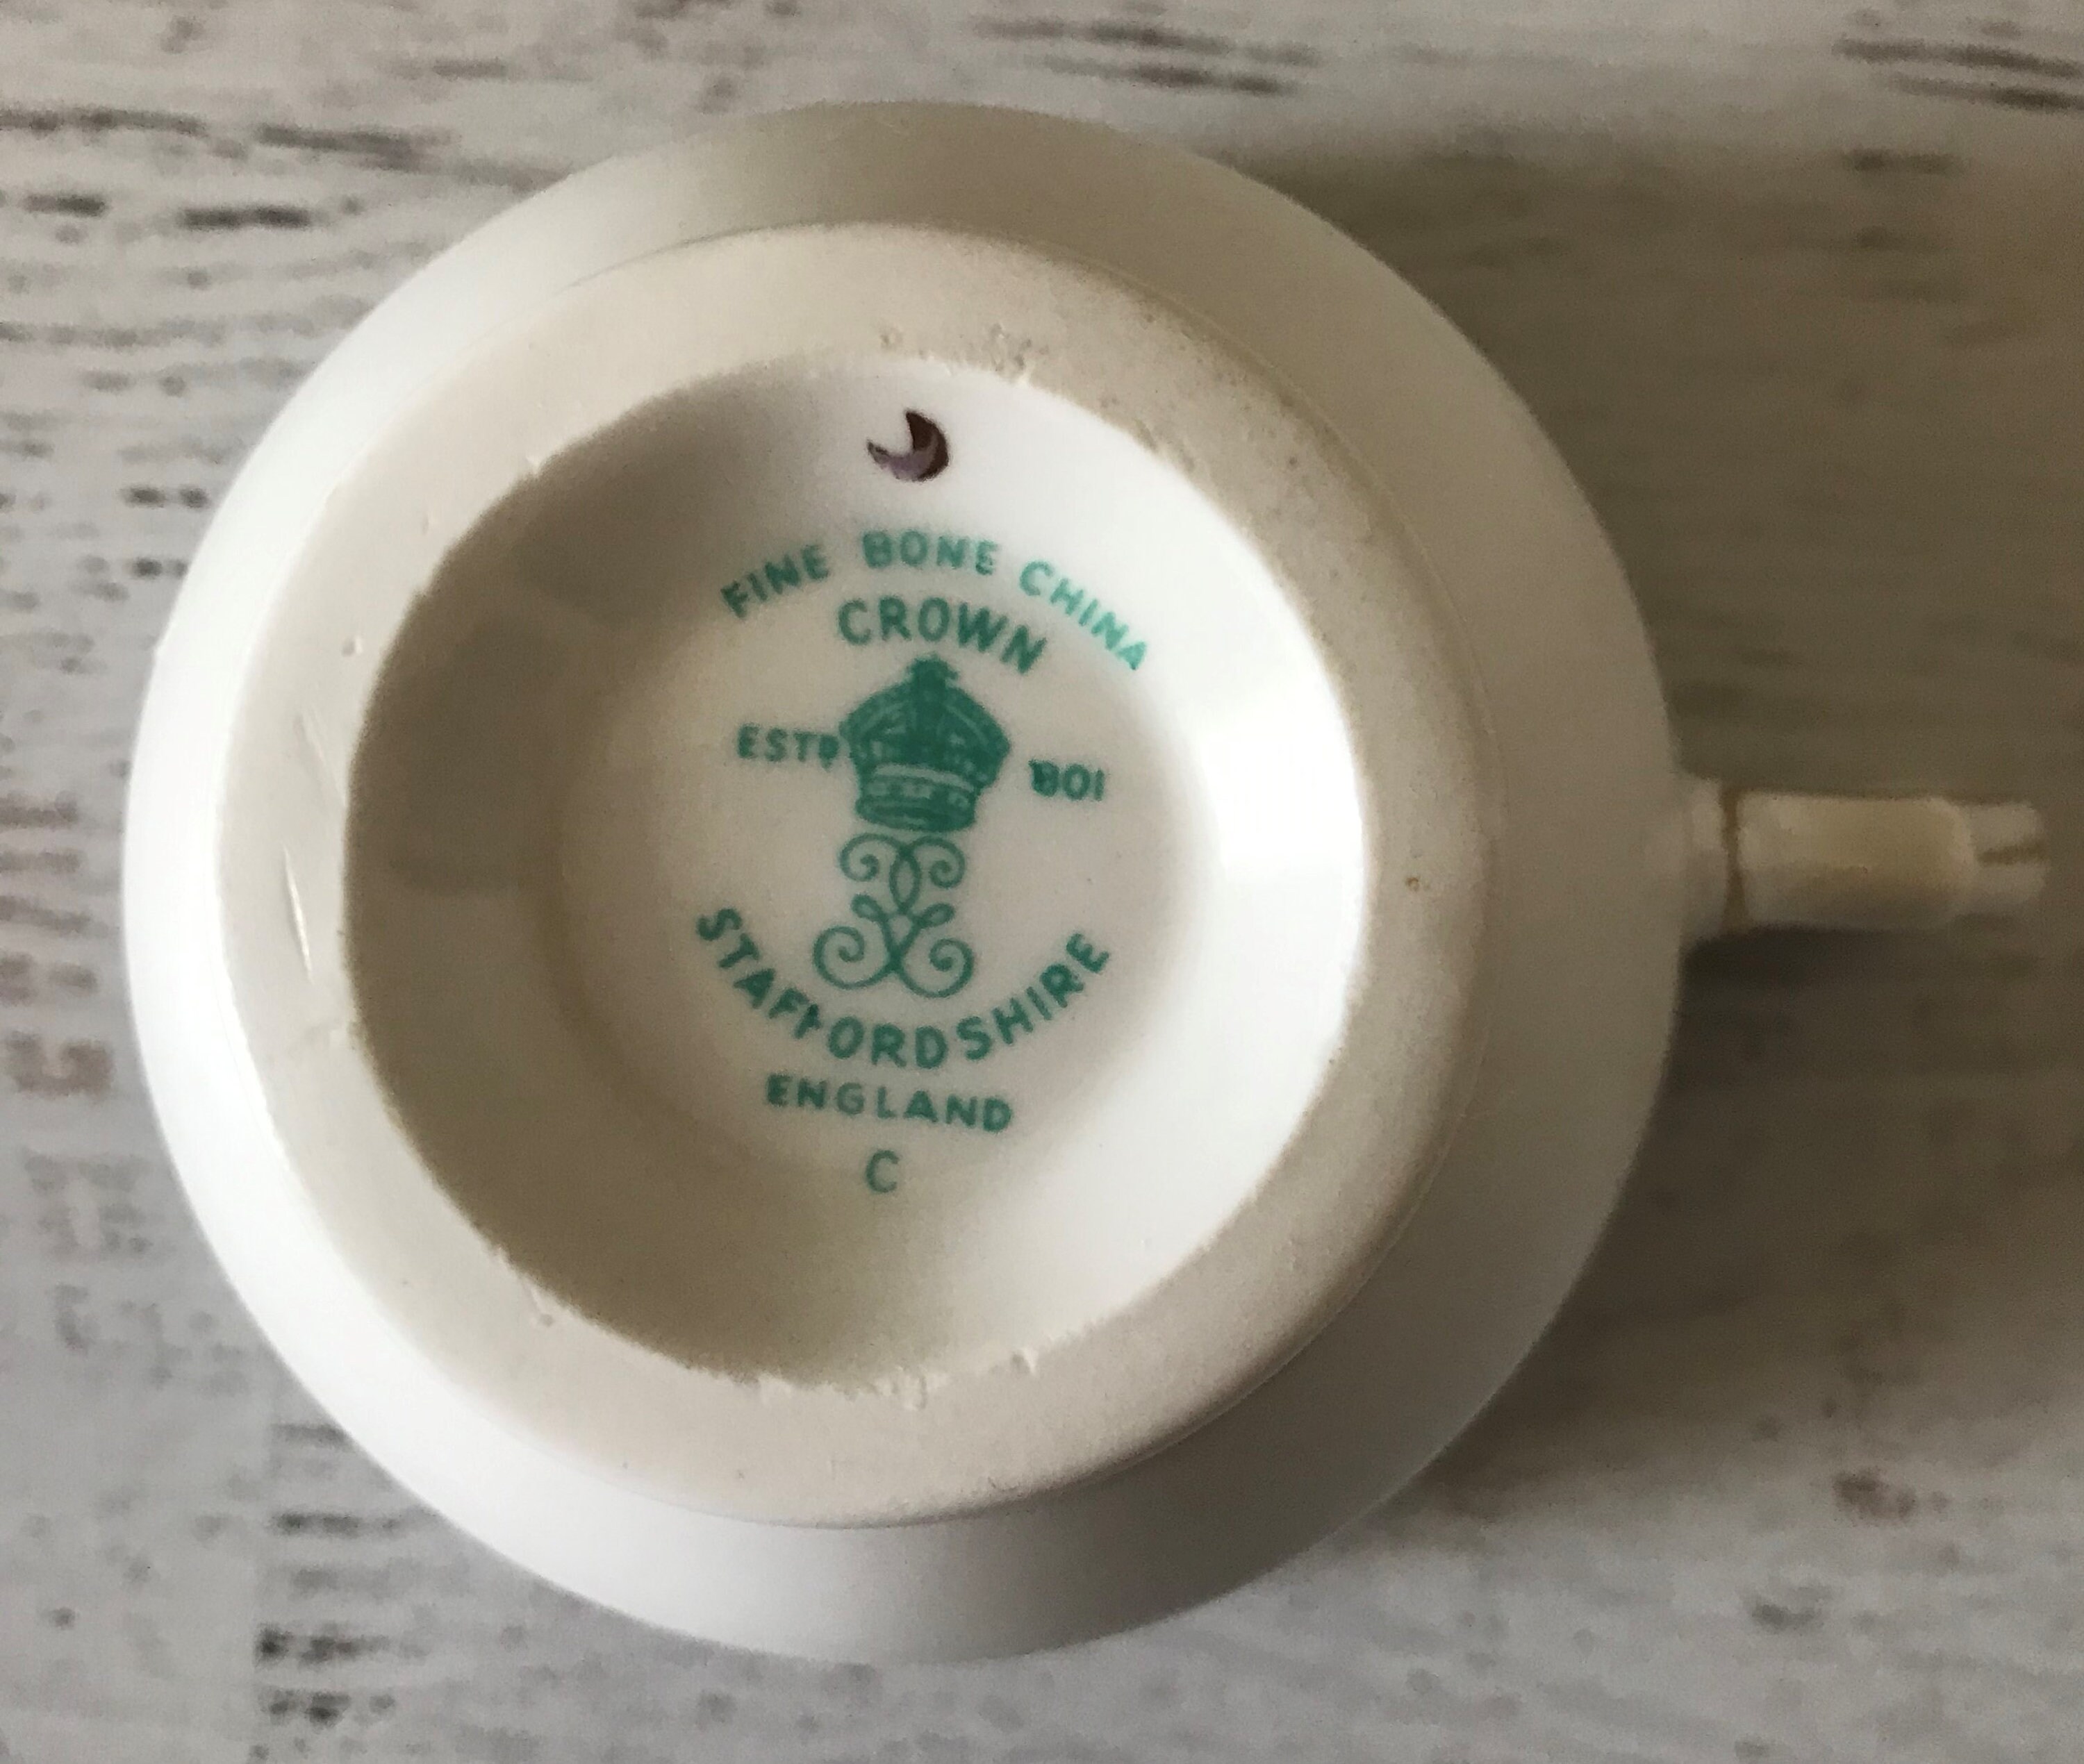 FINE BONE CHINA
CROWN
ESTD 1801
STAFFORDSHIRE
ENGLAND
C